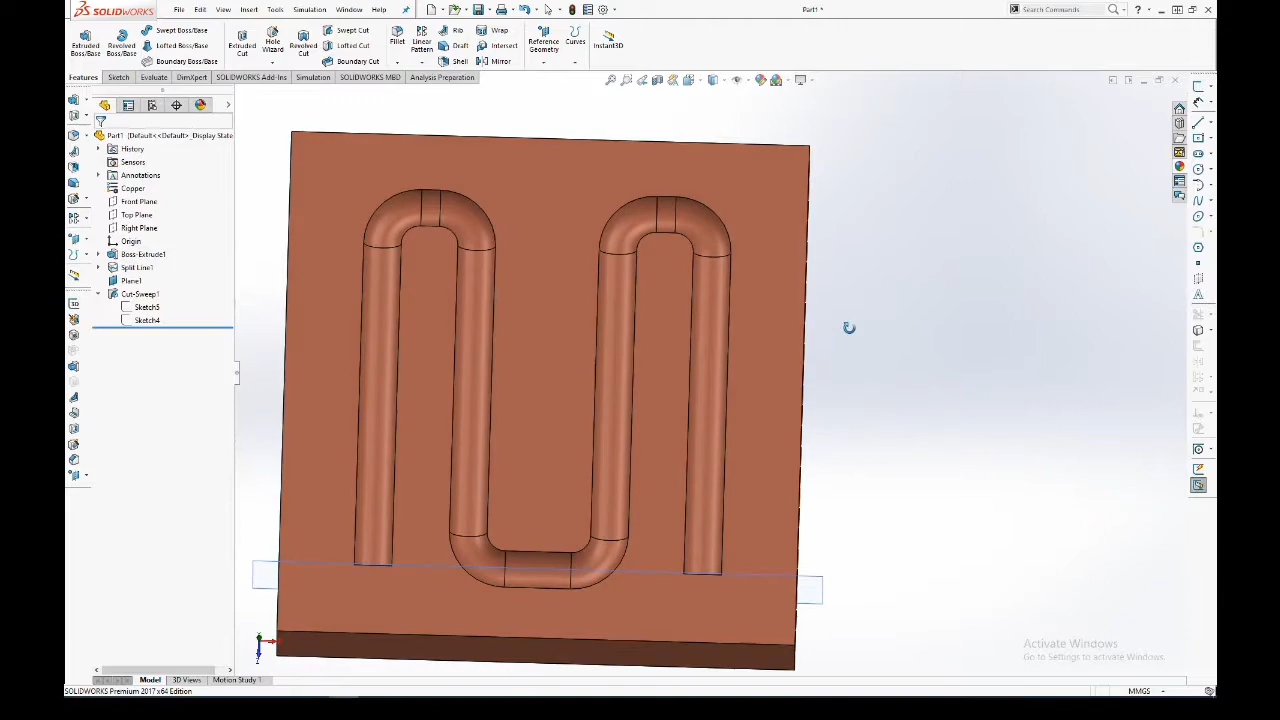 SOLIDWORKS File Edit View Insert Tools Simulation Window Help Part1 * Search Commands
Extruded Boss/Base Revolved Boss/Base Swept Boss/Base Lofted Boss/Base Boundary Boss/Base Extruded Cut Hole Wizard Revolved Cut Swept Cut Lofted Cut Boundary Cut Fillet Linear Pattern Rib Draft Shell Wrap Intersect Mirror Reference Geometry Curves Instant3D
Features Sketch Evaluate DimXpert SOLIDWORKS Add-Ins Simulation SOLIDWORKS MBD Analysis Preparation
Part1 (Default<<Default>_Display State
History
Sensors
Annotations
Copper
Front Plane
Top Plane
Right Plane
Origin
Boss-Extrude1
Split Line1
Plane1
Cut-Sweep1
Sketch5
Sketch4
Activate Windows
Go to Settings to activate Windows.
Model 3D Views Motion Study 1
SOLIDWORKS Premium 2017 x64 Edition MMGS